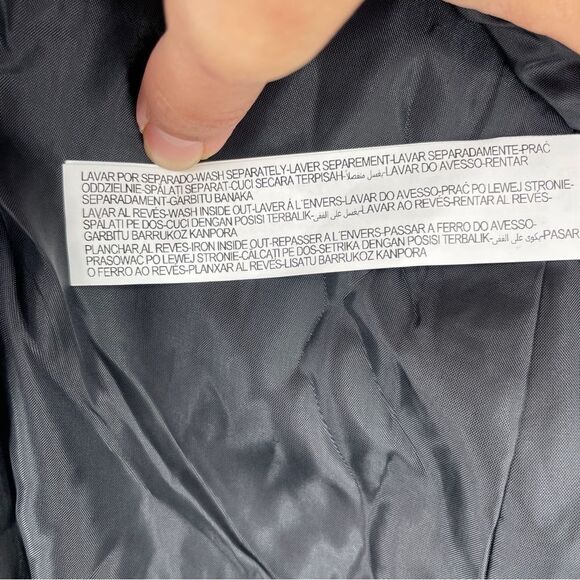 LAVAR POR SEPARADO-WASH SEPARATELY-LAVER SEPAREMENT-LAVAR SEPARADAMENTE-PRAĆ
ODDZIELNIE-SPĂLATI SEPARAT-CUCI SECARA TERPISAH-يغسل منفصلا-LAVAR DO AVESSO-RENTAR
SEPARADAMENT-GARBITU BANAKA
LAVAR AL REVÉS-WASH INSIDE OUT-LAVER À L'ENVERS-LAVAR DO AVESSO-PRAĆ PO LEWEJ STRONIE-
SPĂLATI PE DOS-CUCI DENGAN POSISI TERBALIK-يغسل على القفى-LAVAR AO REVÉS-RENTAR AL REVÉS-
GARBITU BARRUKOZ KANPORA
PLANCHAR AL REVÉS-IRON INSIDE OUT-REPASSER A L'ENVERS-PASSAR A FERRO DO AVESSO-
PRASOWAC PO LEWEJ STRONIE-CĂLCATI PE DOS-SETRIKA DENGAN POSISI TERBALIK-يكوى على القفى-PASAR
O FERRO AO REVÉS-PLANXAR AL REVÉS-LISATU BARRUKOZ KANPORA